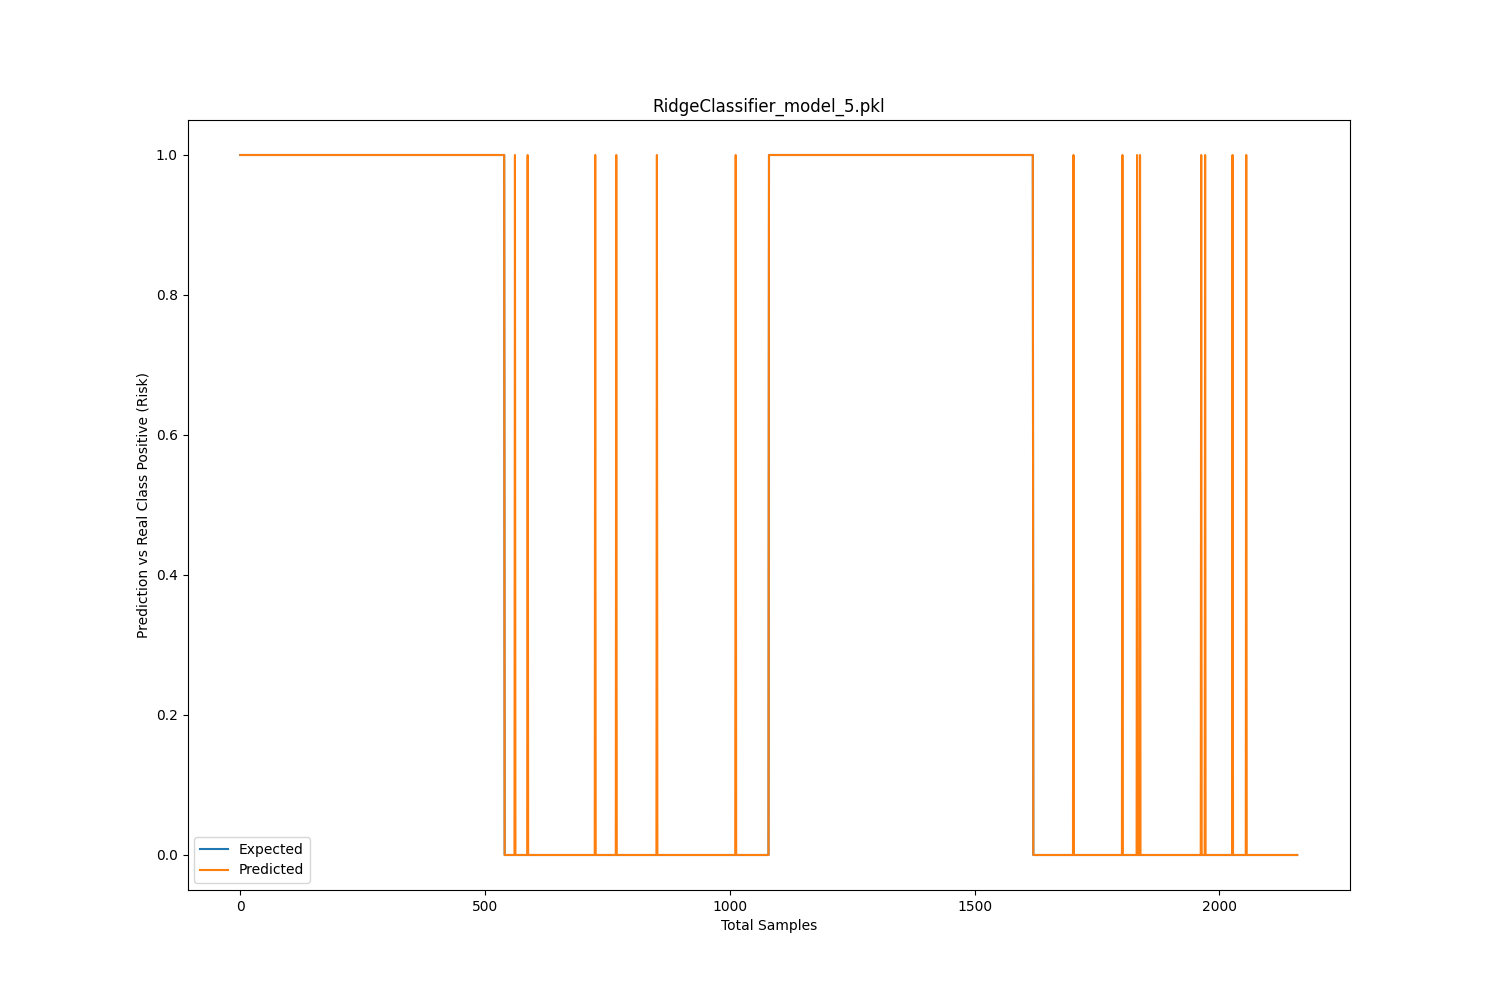 RidgeClassifier_model_5.pkl
1.0
0.8
0.6
0.4
0.2
0.0
Prediction vs Real Class Positive (Risk)
Expected
Predicted
0
500
1000
1500
2000
Total Samples